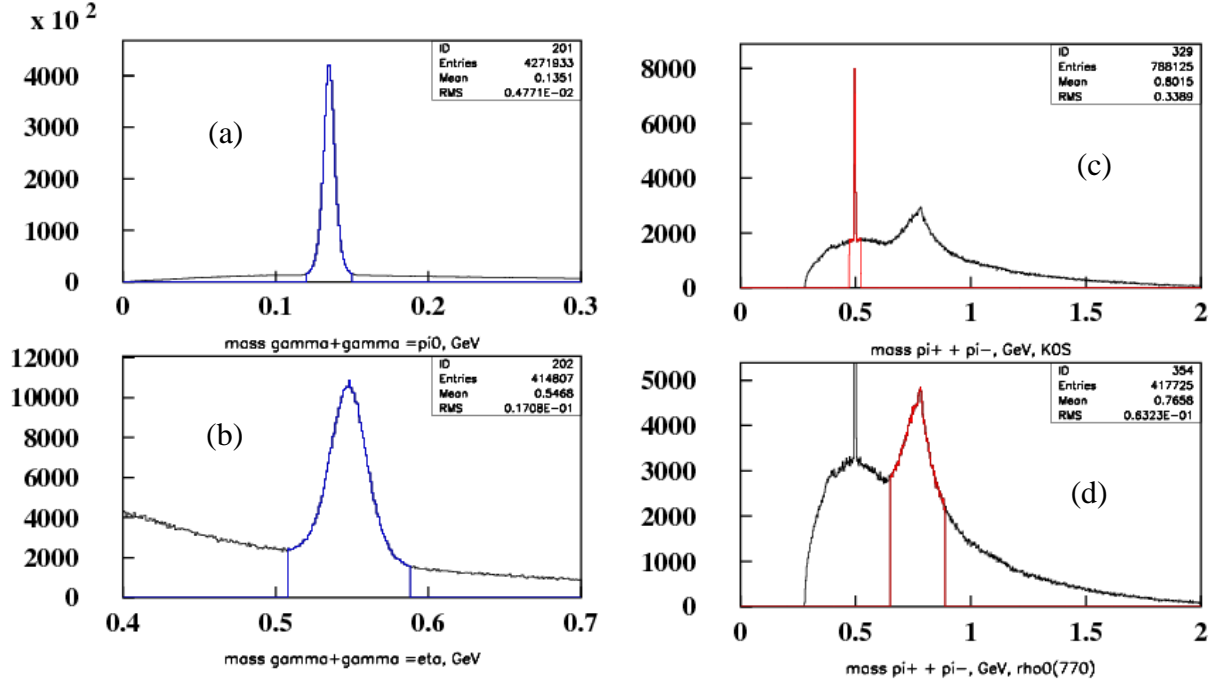 x 10 2
4000
3000
2000
1000
0
0 0.1 0.2 0.3
ID 201
Entries 4271933
Mean 0.1351
RMS 0.4771E-02
(a)
mass gamma+gamma =pi0, GeV
12000
10000
8000
6000
4000
2000
0
0.4 0.5 0.6 0.7
ID 202
Entries 414807
Mean 0.5468
RMS 0.1708E-01
(b)
mass gamma+gamma =eta, GeV
8000
6000
4000
2000
0
0 0.5 1 1.5 2
ID 329
Entries 788125
Mean 0.8015
RMS 0.3389
(c)
mass pi+ + pi-, GeV, K0S
5000
4000
3000
2000
1000
0
0 0.5 1 1.5 2
ID 354
Entries 417725
Mean 0.7658
RMS 0.6323E-01
(d)
mass pi+ + pi-, GeV, rho0(770)